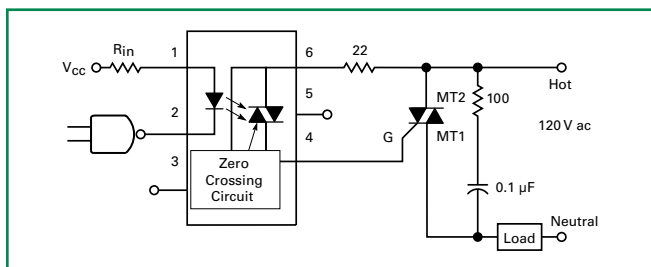 Rin
1
6
22
VCC
Hot
5
MT2
100
2
120 V ac
4
G
MT1
3
Zero
Crossing
Circuit
0.1 µF
Neutral
Load